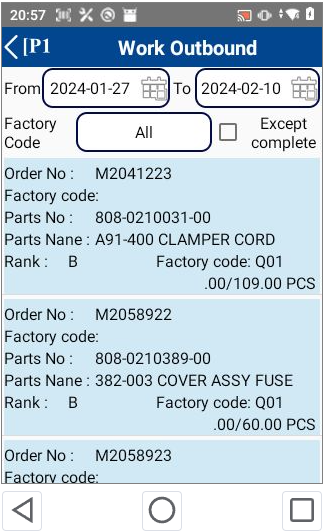 20:57
[P1 Work Outbound
From 2024-01-27 To 2024-02-10
Factory Code All Except complete
Order No : M2041223
Factory code:
Parts No : 808-0210031-00
Parts Nane : A91-400 CLAMPER CORD
Rank : B Factory code: Q01
.00/109.00 PCS
Order No : M2058922
Factory code:
Parts No : 808-0210389-00
Parts Nane : 382-003 COVER ASSY FUSE
Rank : B Factory code: Q01
.00/60.00 PCS
Order No : M2058923
Factory code: